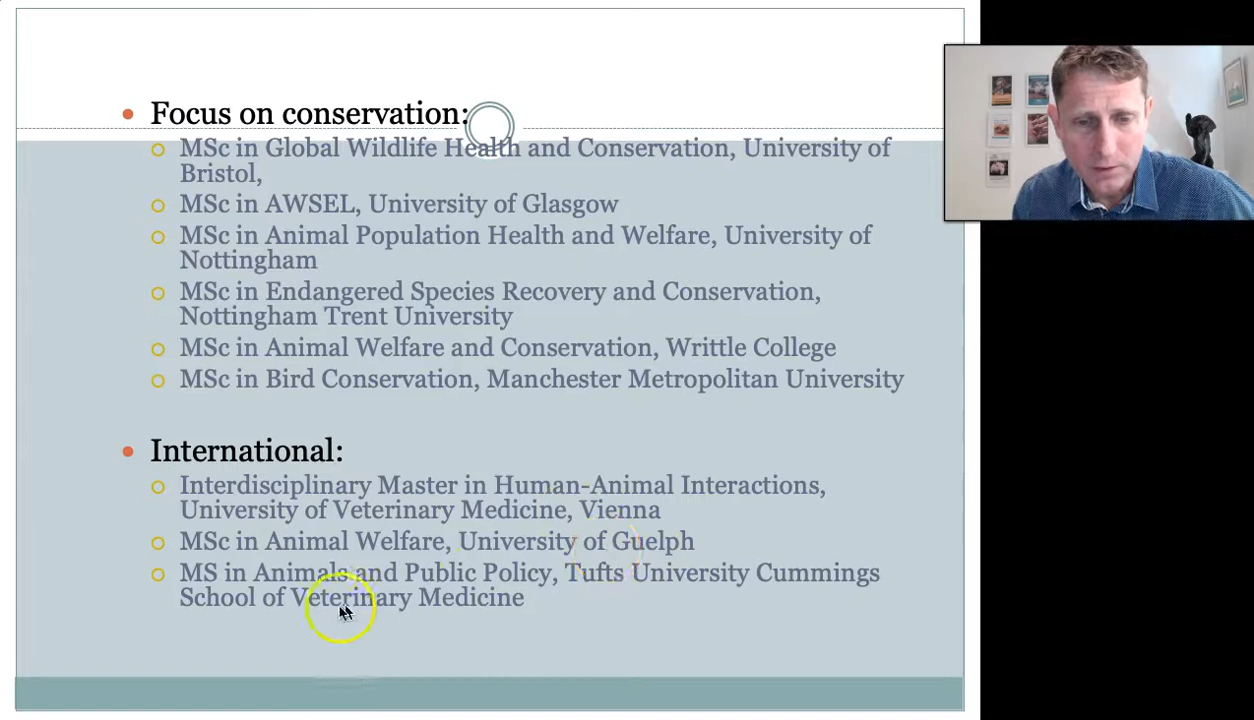 Focus on conservation:
MSc in Global Wildlife Health and Conservation, University of
Bristol,
MSc in AWSEL, University of Glasgow
MSc in Animal Population Health and Welfare, University of
Nottingham
MSc in Endangered Species Recovery and Conservation,
Nottingham Trent University
MSc in Animal Welfare and Conservation, Writtle College
MSc in Bird Conservation, Manchester Metropolitan University
International:
Interdisciplinary Master in Human-Animal Interactions,
University of Veterinary Medicine, Vienna
MSc in Animal Welfare, University of Guelph
MS in Animals and Public Policy, Tufts University Cummings
School of Veterinary Medicine